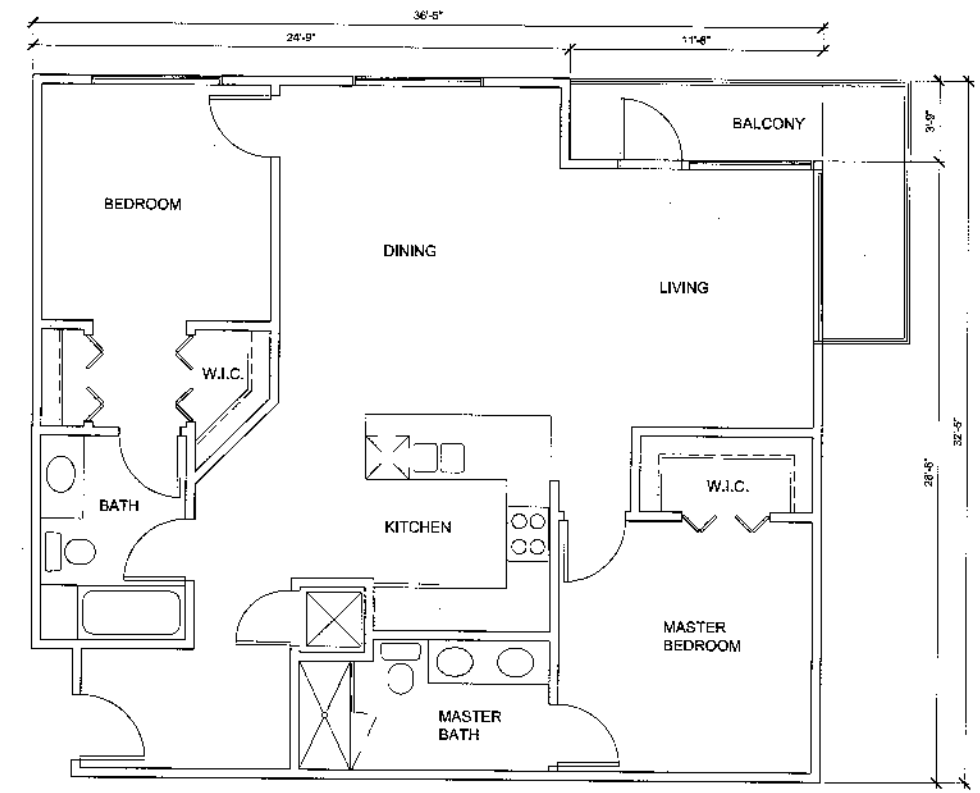 36'-5"
24'-9"
11'-8"
BALCONY
3'-9"
BEDROOM
DINING
LIVING
W.I.C.
32'-5"
28'-8"
W.I.C.
BATH
KITCHEN
MASTER
BEDROOM
MASTER
BATH